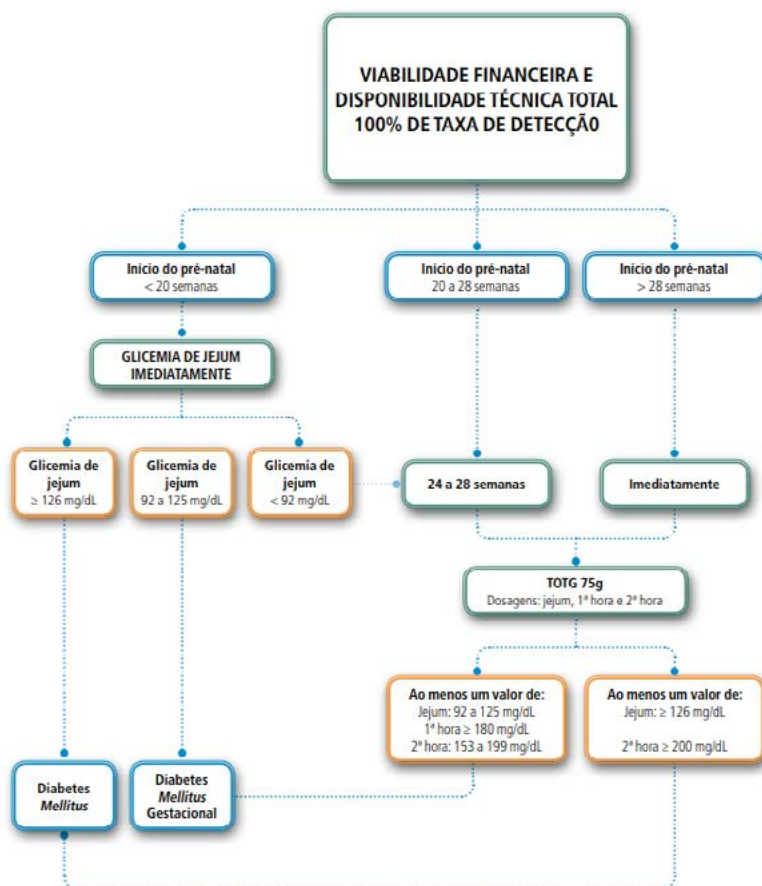 VIABILIDADE FINANCEIRA E
DISPONIBILIDADE TÉCNICA TOTAL
100% DE TAXA DE DETECÇÃ0
Início do pré-natal
< 20 semanas
Início do pré-natal
20 a 28 semanas
Início do pré-natal
> 28 semanas
GLICEMIA DE JEJUM
IMEDIATAMENTE
Glicemia de
jejum
≥ 126 mg/dL
Glicemia de
jejum
92 a 125 mg/dL
Glicemia de
jejum
< 92 mg/dL
24 a 28 semanas
Imediatamente
TOTG 75g
Dosagens: jejum, 1ª hora e 2ª hora
Ao menos um valor de:
Jejum: 92 a 125 mg/dL
1ª hora ≥ 180 mg/dL
2ª hora: 153 a 199 mg/dL
Ao menos um valor de:
Jejum: ≥ 126 mg/dL
2ª hora ≥ 200 mg/dL
Diabetes
Mellitus
Diabetes
Mellitus
Gestacional